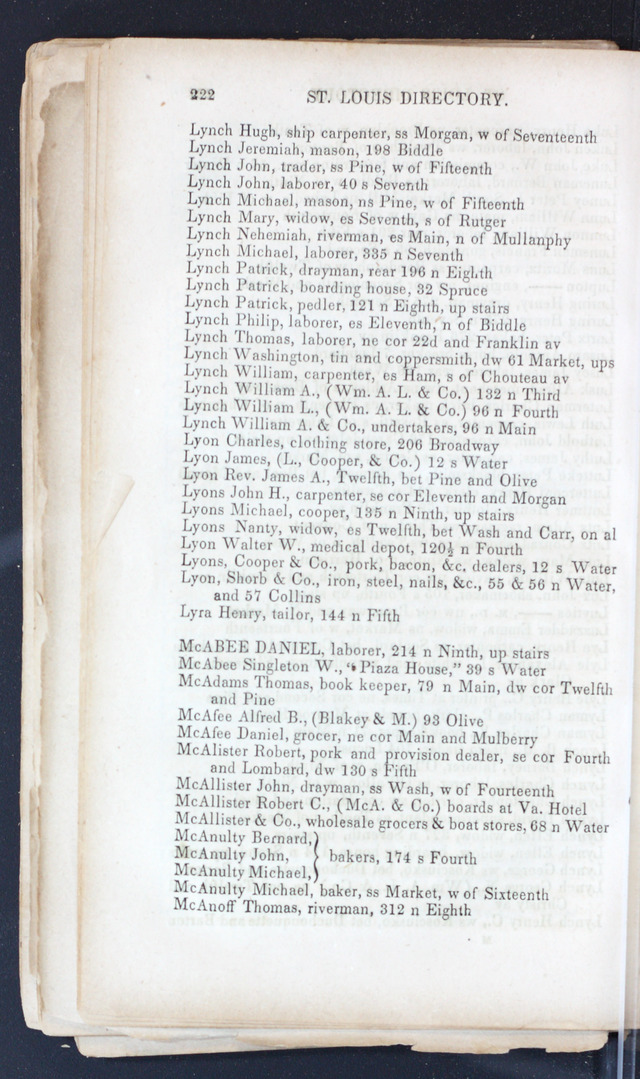 222 ST. LOUIS DIRECTORY.
Lynch Hugh, ship carpenter, ss Morgan, w of Seventeenth
Lynch Jeremiah, mason, 198 Biddle
Lynch John, trader, ss Pine, w of Fifteenth
Lynch John, laborer, 40 s Seventh
Lynch Michael, mason, ns Pine, w of Fifteenth
Lynch Mary, widow, es Seventh, s of Rutger
Lynch Nehemiah, riverman, es Main, n of Mullanphy
Lynch Michael, laborer, 335 n Seventh
Lynch Patrick, drayman, rear 196 n Eighth
Lynch Patrick, boarding house, 32 Spruce
Lynch Patrick, pedler, 121 n Eighth, up stairs
Lynch Philip, laborer, es Eleventh, n of Biddle
Lynch Thomas, laborer, ne cor 22d and Franklin av
Lynch Washington, tin and coppersmith, dw 61 Market, ups
Lynch William, carpenter, es Ham, s of Chouteau av
Lynch William A., (Wm. A. L. & Co.) 132 n Third
Lynch William L., (Wm. A. L. & Co.) 96 n Fourth
Lynch William A. & Co., undertakers, 96 n Main
Lyon Charles, clothing store, 206 Broadway
Lyon James, (L., Cooper, & Co.) 12 s Water
Lyon Rev. James A., Twelfth, bet Pine and Olive
Lyons John H., carpenter, se cor Eleventh and Morgan
Lyons Michael, cooper, 135 n Ninth, up stairs
Lyons Nanty, widow, es Twelfth, bet Wash and Carr, on al
Lyon Walter W., medical depot, 120½ n Fourth
Lyons, Cooper & Co., pork, bacon, &c. dealers, 12 s Water
Lyon, Shorb & Co., iron, steel, nails, &c., 55 & 56 n Water,
and 57 Collins
Lyra Henry, tailor, 144 n Fifth
McABEE DANIEL, laborer, 214 n Ninth, up stairs
McAbee Singleton W., "Piaza House," 39 s Water
McAdams Thomas, book keeper, 79 n Main, dw cor Twelfth
and Pine
McAfee Alfred B., (Blakey & M.) 93 Olive
McAfee Daniel, grocer, ne cor Main and Mulberry
McAlister Robert, pork and provision dealer, se cor Fourth
and Lombard, dw 130 s Fifth
McAllister John, drayman, ss Wash, w of Fourteenth
McAllister Robert C., (McA. & Co.) boards at Va. Hotel
McAllister & Co., wholesale grocers & boat stores, 68 n Water
McAnulty Bernard,
McAnulty John, } bakers, 174 s Fourth
McAnulty Michael,
McAnulty Michael, baker, ss Market, w of Sixteenth
McAnoff Thomas, riverman, 312 n Eighth